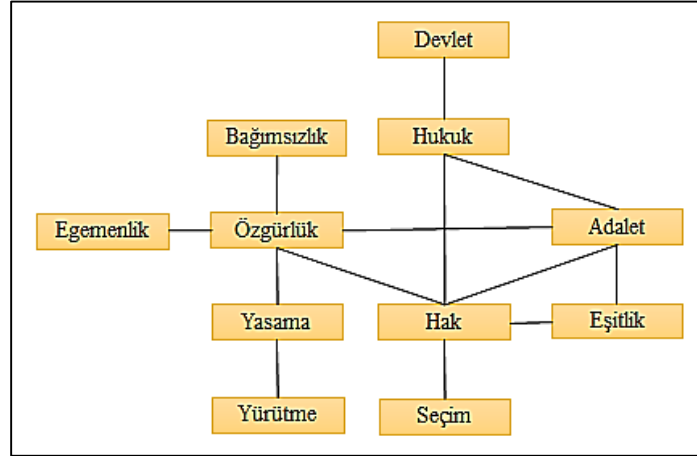 Devlet
Bağımsızlık
Hukuk
Egemenlik
Özgürlük
Adalet
Yasama
Hak
Eşitlik
Yürütme
Seçim